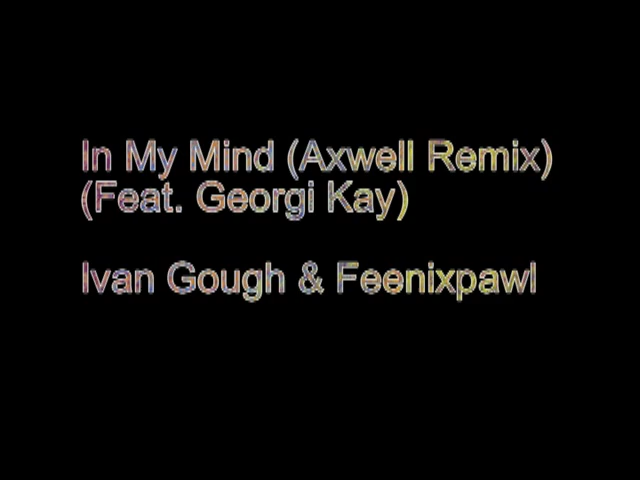 In My Mind (Axwell Remix)
(Feat. Georgi Kay)
Ivan Gough & Feenixpawl